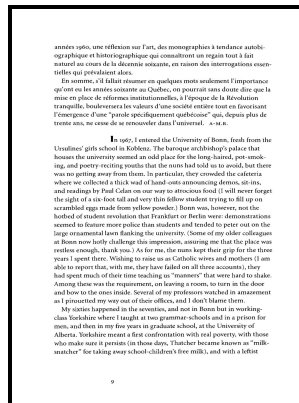 années 1960, une réflexion sur l'art, des monographies à tendance autobi-
ographique et historiographique qui connaîtront un regain tout à fait
naturel au cours de la décennie soixante, en raison des interrogations essen-
tielles qui prévalaient alors.
En somme, s'il fallait résumer en quelques mots seulement l'importance
qu'ont eu les années soixante au Québec, on pourrait sans doute dire que la
mise en place de réformes institutionnelles, à l'époque de la Révolution
tranquille, bouleversera les valeurs d'une société entière tout en favorisant
l'émergence d'une "parole spécifiquement québécoise" qui, depuis plus de
trente ans, ne cesse de se renouveler dans l'universel. A-M.B.
In 1967, I entered the University of Bonn, fresh from the
Ursulines' girls school in Koblenz. The baroque archbishop's palace that
houses the university seemed an odd place for the long-haired, pot-smok-
ing, and poetry-reciting youths that the nuns had told us to avoid, but there
was no getting away from them. In particular, they crowded the cafeteria
where we collected a thick wad of hand-outs announcing demos, sit-ins,
and readings by Paul Celan on our way to atrocious food (I will never forget
the sight of a six-foot tall and very thin fellow student trying to fill up on
scrambled eggs made from yellow powder.) Bonn was, however, not the
hotbed of student revolution that Frankfurt or Berlin were: demonstrations
seemed to feature more police than students and tended to peter out on the
large ornamental lawn flanking the university. (Some of my older colleagues
at Bonn now hotly challenge this impression, assuring me that the place was
restless enough, thank you.) As for me, the nuns kept their grip for the three
years I spent there. Wishing to raise us as Catholic wives and mothers (I am
able to report that, with me, they have failed on all three accounts), they
had spent much of their time teaching us "manners" that were hard to shake.
Among these was the requirement, on leaving a room, to turn in the door
and bow to the ones inside. Several of my professors watched in amazement
as I pirouetted my way out of their offices, and I don't blame them.
My sixties happened in the seventies, and not in Bonn but in working-
class Yorkshire where I taught at two grammar-schools and in a prison for
men, and then in my five years in graduate school, at the University of
Alberta. Yorkshire meant a first confrontation with real poverty, with those
who make sure it persists (in those days, Thatcher became known as "milk-
snatcher" for taking away school-children's free milk), and with a leftist
9